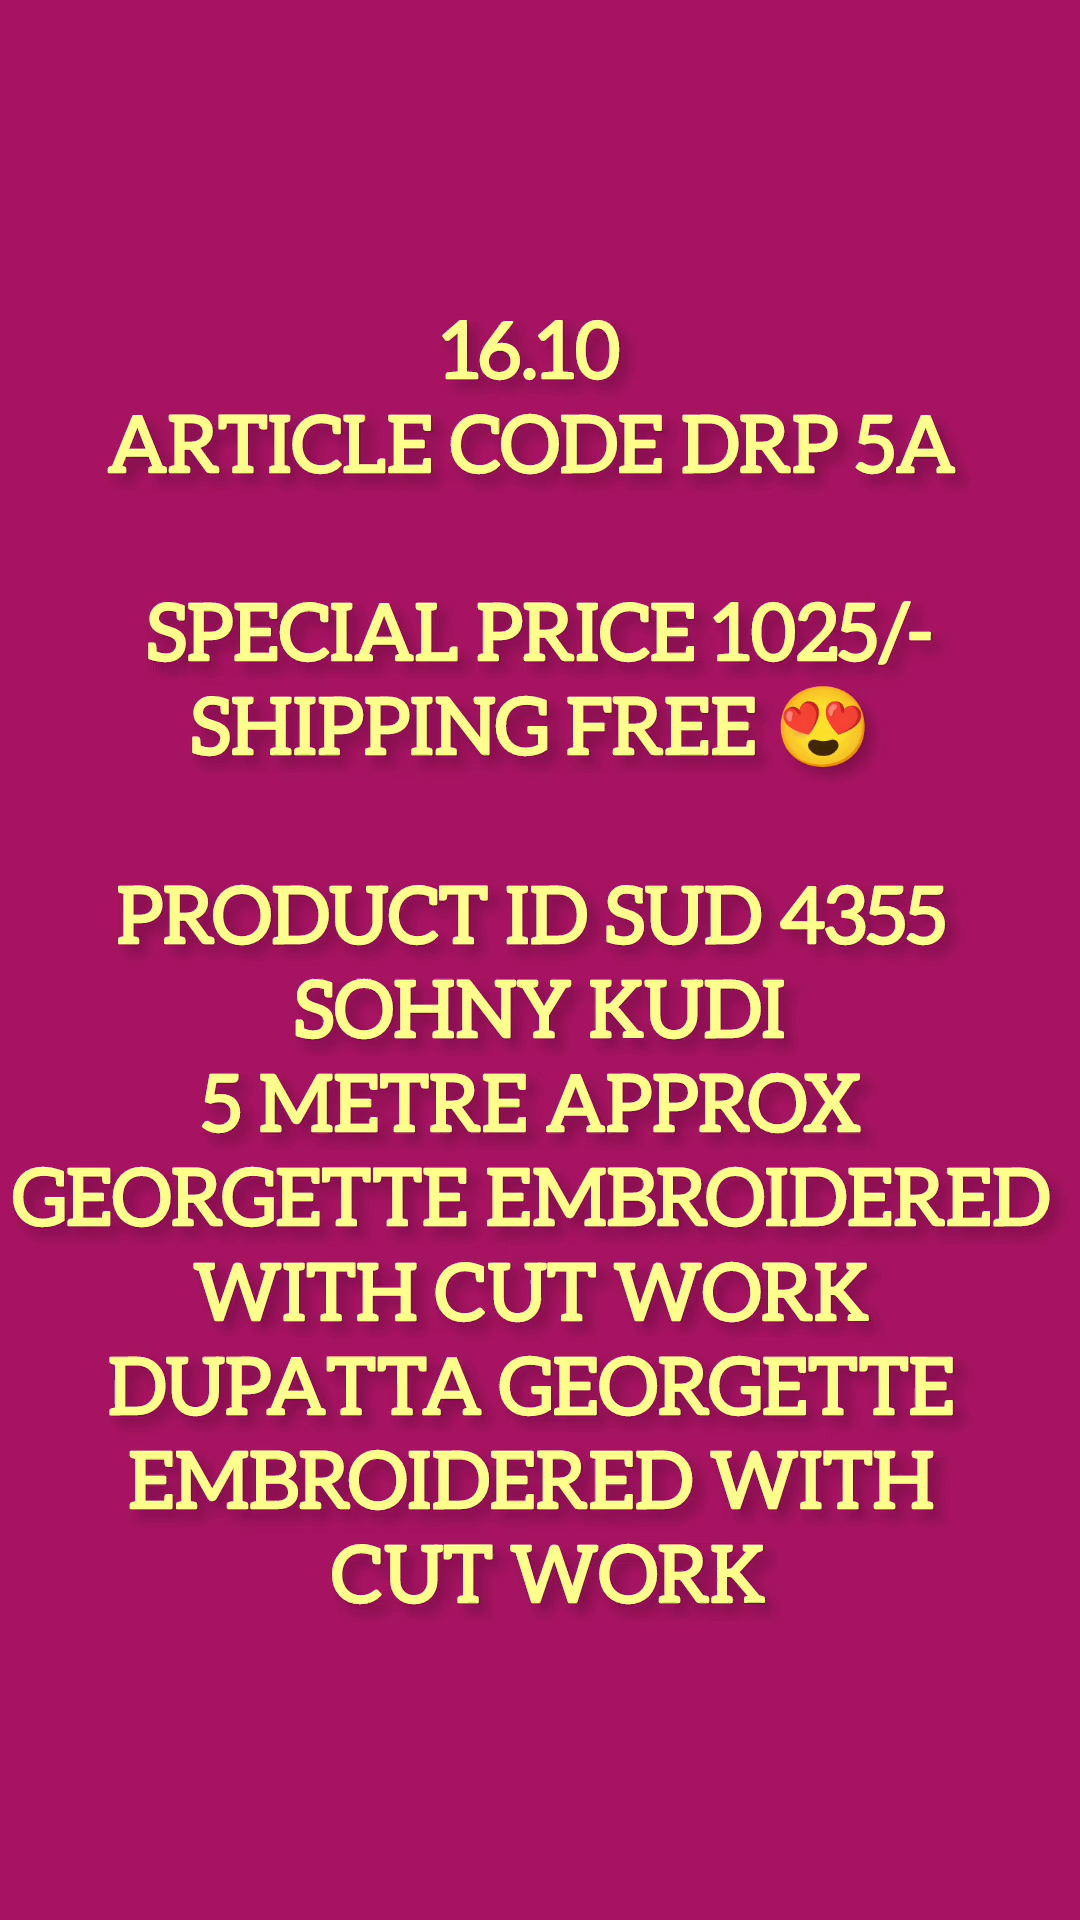 16.10
ARTICLE CODE DRP 5A
SPECIAL PRICE 1025/-
SHIPPING FREE 😍
PRODUCT ID SUD 4355
SOHNY KUDI
5 METRE APPROX
GEORGETTE EMBROIDERED
WITH CUT WORK
DUPATTA GEORGETTE
EMBROIDERED WITH
CUT WORK